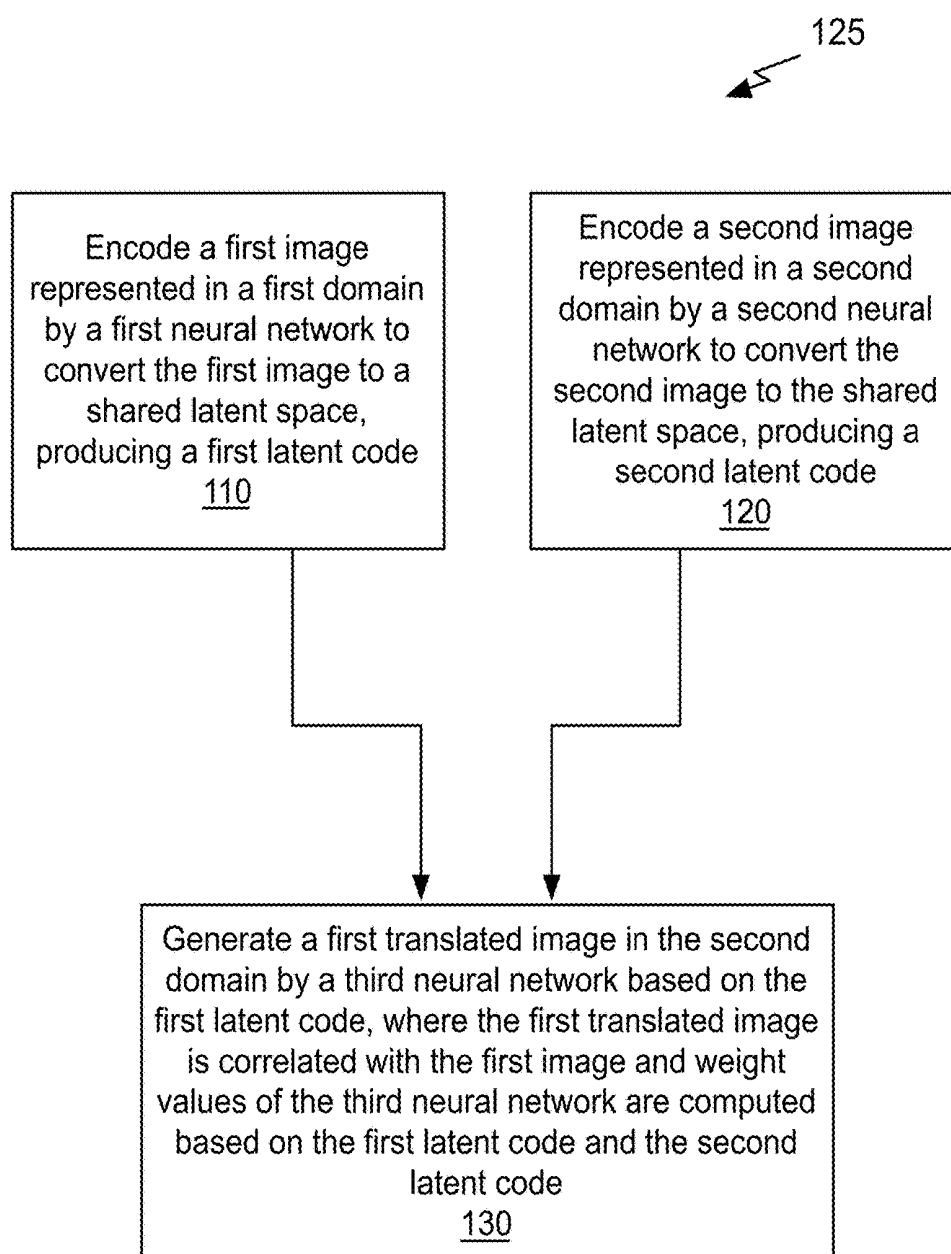 125
Encode a first image
represented in a first domain
by a first neural network to
convert the first image to a
shared latent space,
producing a first latent code
110
Encode a second image
represented in a second
domain by a second neural
network to convert the
second image to the shared
latent space, producing a
second latent code
120
Generate a first translated image in the second
domain by a third neural network based on the
first latent code, where the first translated image
is correlated with the first image and weight
values of the third neural network are computed
based on the first latent code and the second
latent code
130